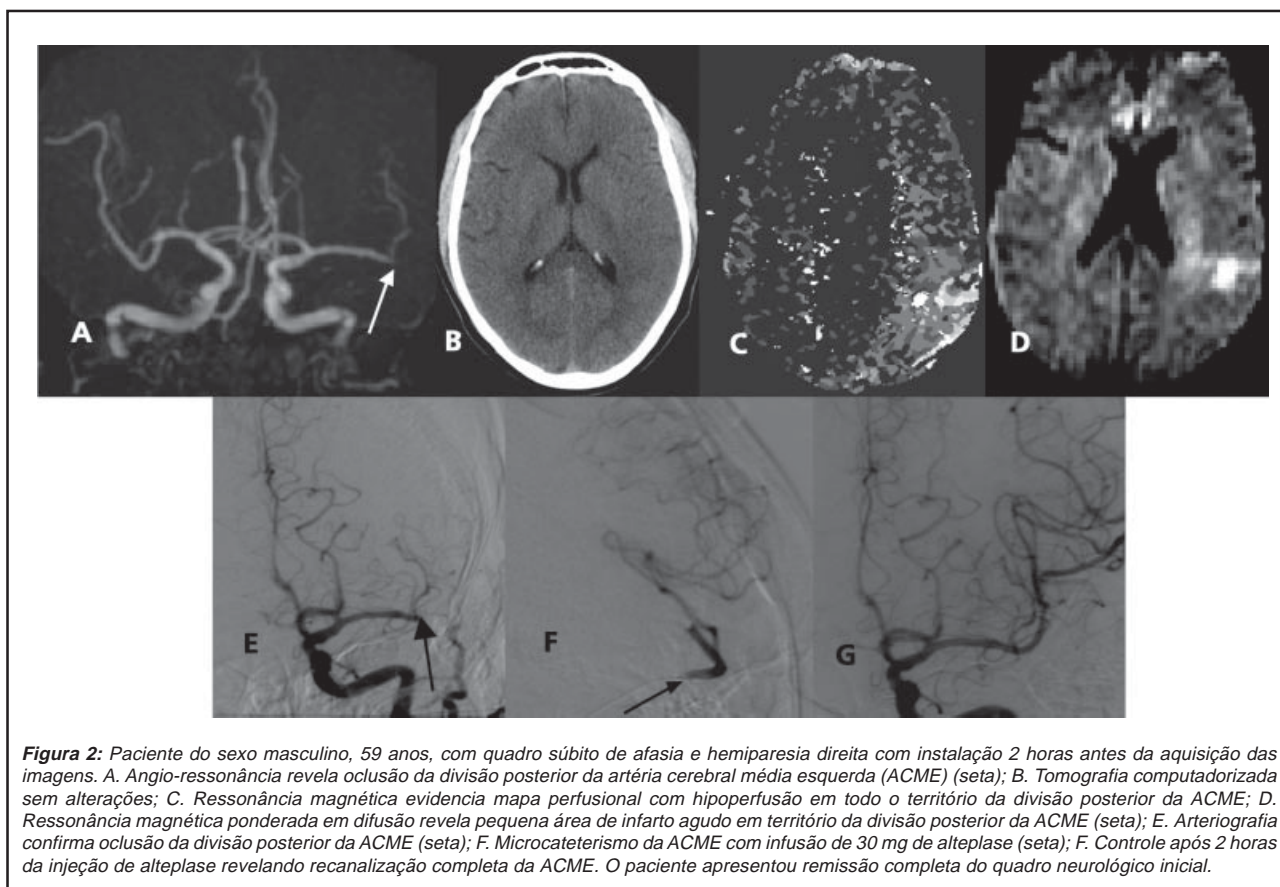 A
B
C
D
E
F
G
Figura 2: Paciente do sexo masculino, 59 anos, com quadro súbito de afasia e hemiparesia direita com instalação 2 horas antes da aquisição das
imagens. A. Angio-ressonância revela oclusão da divisão posterior da artéria cerebral média esquerda (ACME) (seta); B. Tomografia computadorizada
sem alterações; C. Ressonância magnética evidencia mapa perfusional com hipoperfusão em todo o território da divisão posterior da ACME; D.
Ressonância magnética ponderada em difusão revela pequena área de infarto agudo em território da divisão posterior da ACME (seta); E. Arteriografia
confirma oclusão da divisão posterior da ACME (seta); F. Microcateterismo da ACME com infusão de 30 mg de alteplase (seta); F. Controle após 2 horas
da injeção de alteplase revelando recanalização completa da ACME. O paciente apresentou remissão completa do quadro neurológico inicial.